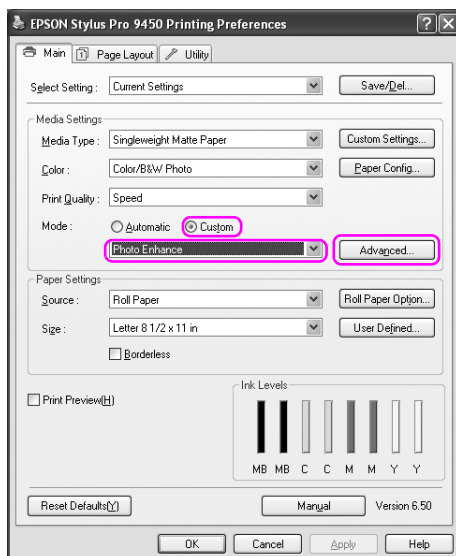 EPSON Stylus Pro 9450 Printing Preferences
Main Page Layout Utility
Select Setting : Current Settings Save/Del...
Media Settings
Media Type : Singleweight Matte Paper Custom Settings...
Color : Color/B&W Photo Paper Config...
Print Quality : Speed
Mode : Automatic Custom
Photo Enhance Advanced...
Paper Settings
Source : Roll Paper Roll Paper Option...
Size : Letter 8 1/2 x 11 in User Defined...
Borderless
Print Preview(H)
Ink Levels
MB MB C C M M Y Y
Reset Defaults(Y) Manual Version 6.50
OK Cancel Apply Help